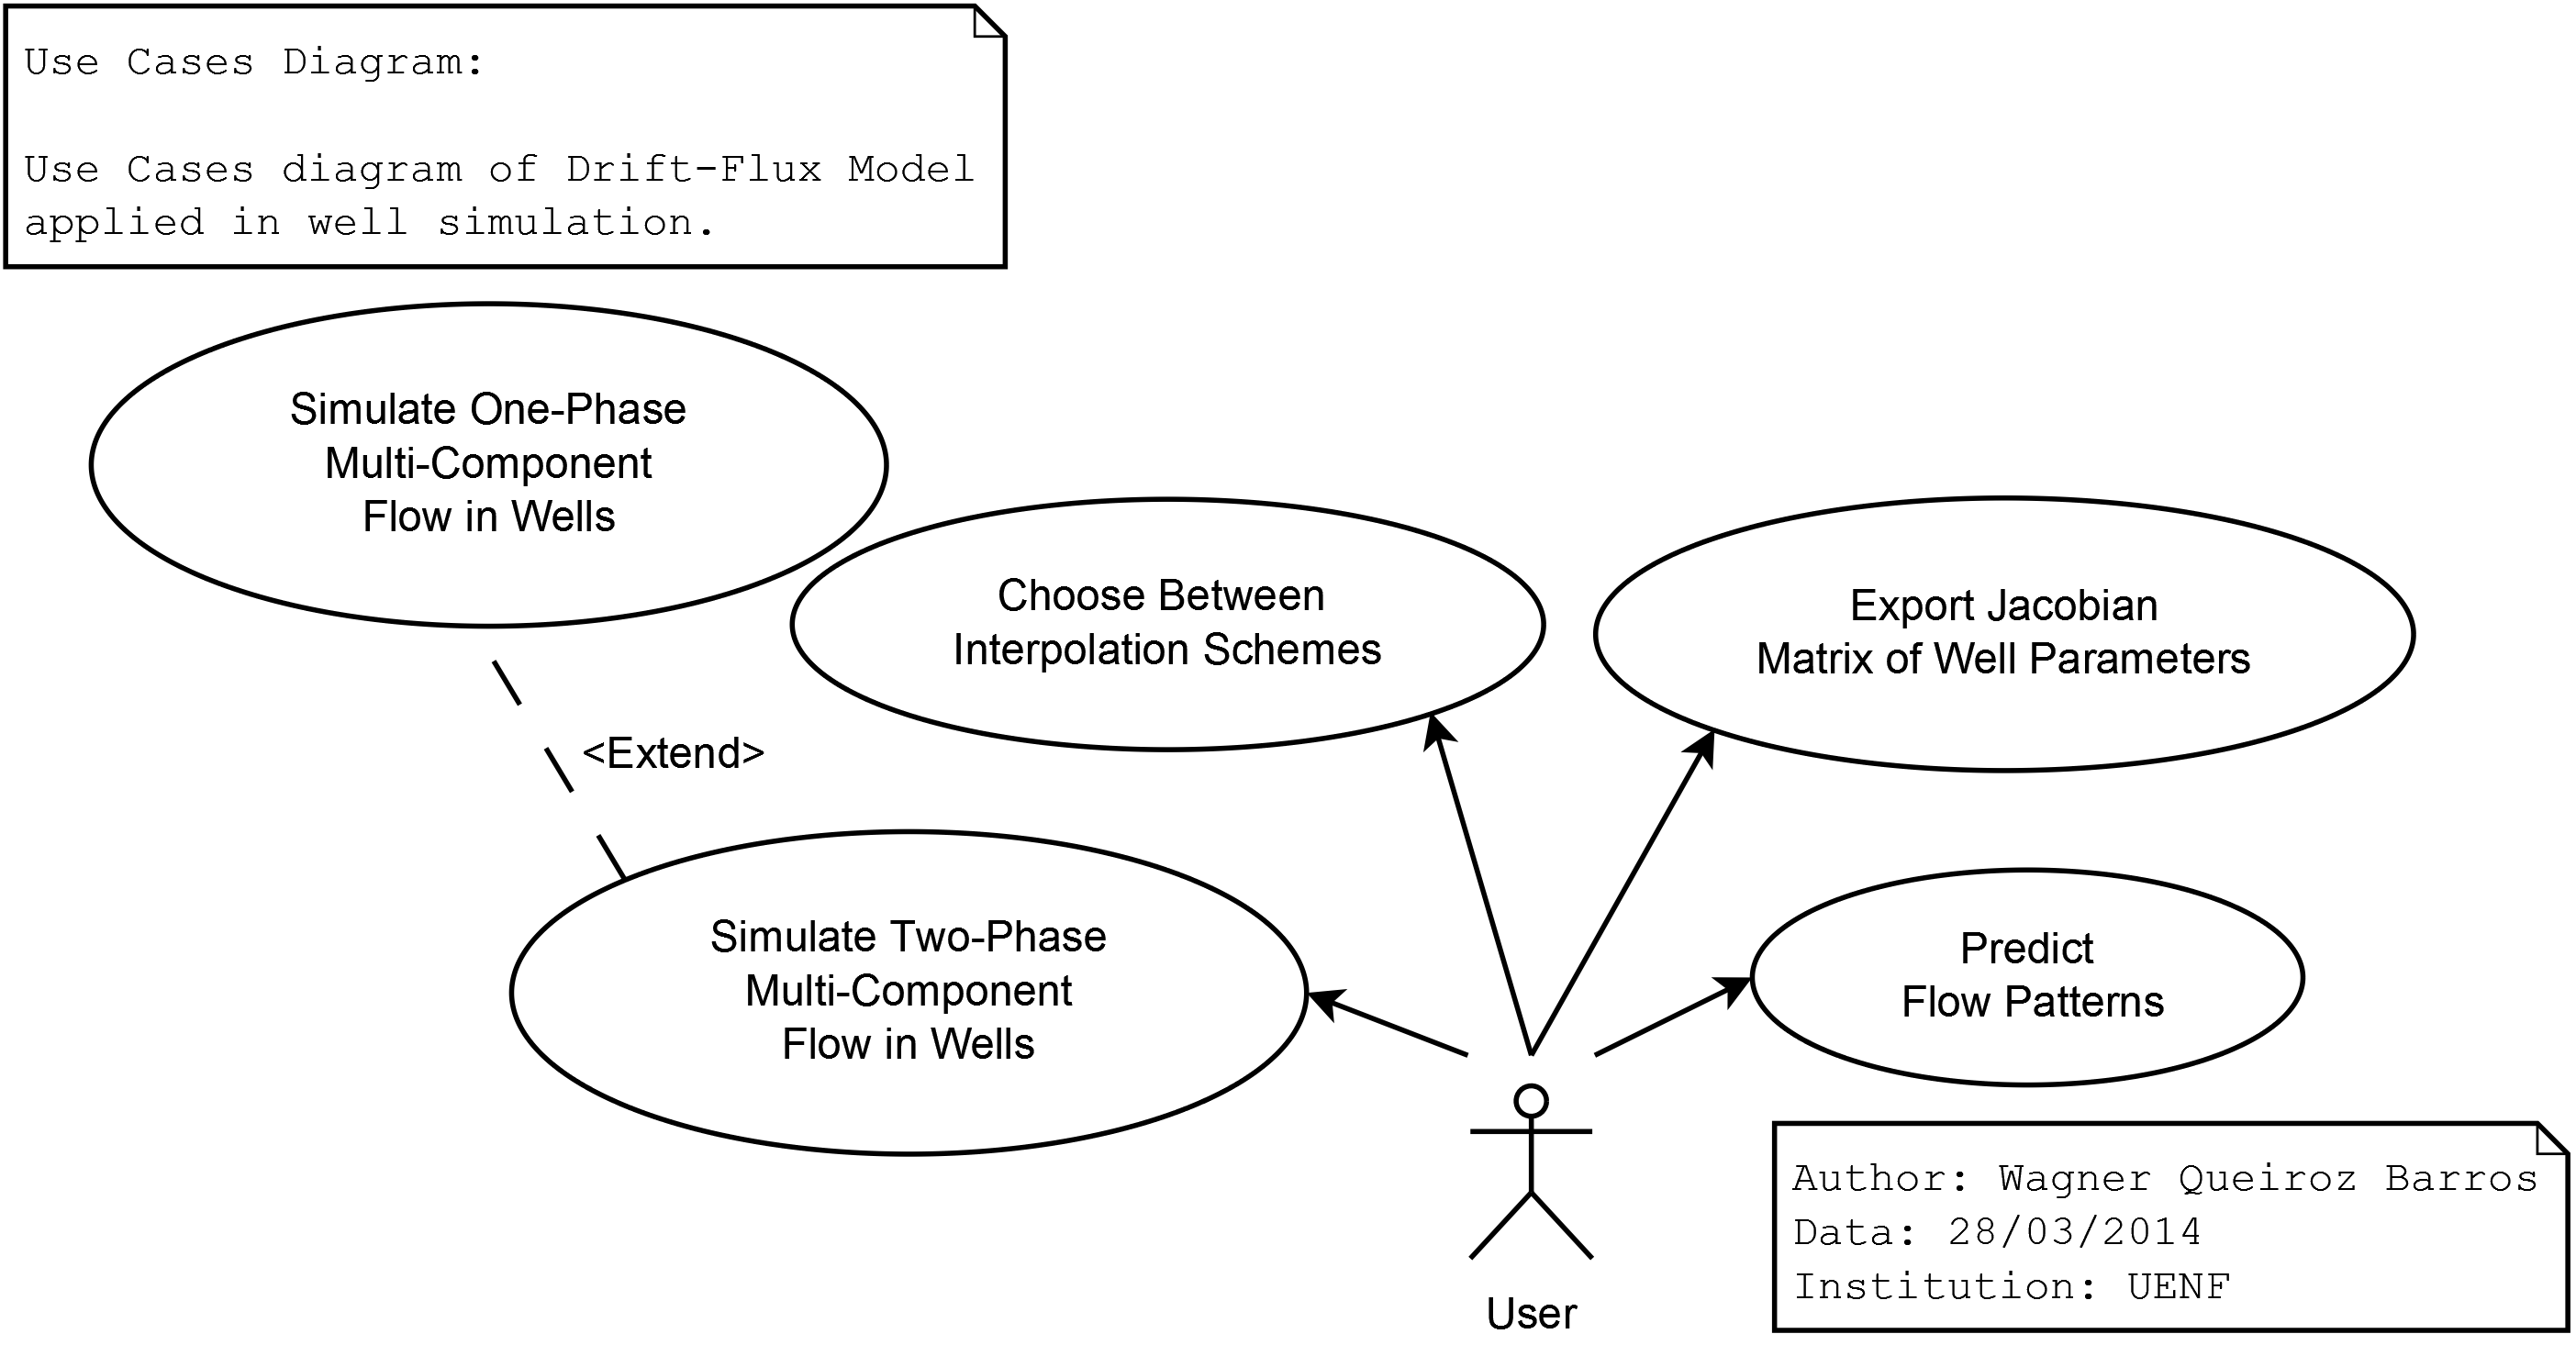 Use Cases Diagram:
Use Cases diagram of Drift-Flux Model
applied in well simulation.
Simulate One-Phase
Multi-Component
Flow in Wells
Choose Between
Interpolation Schemes
Export Jacobian
Matrix of Well Parameters
<Extend>
Simulate Two-Phase
Multi-Component
Flow in Wells
Predict
Flow Patterns
User
Author: Wagner Queiroz Barros
Data: 28/03/2014
Institution: UENF